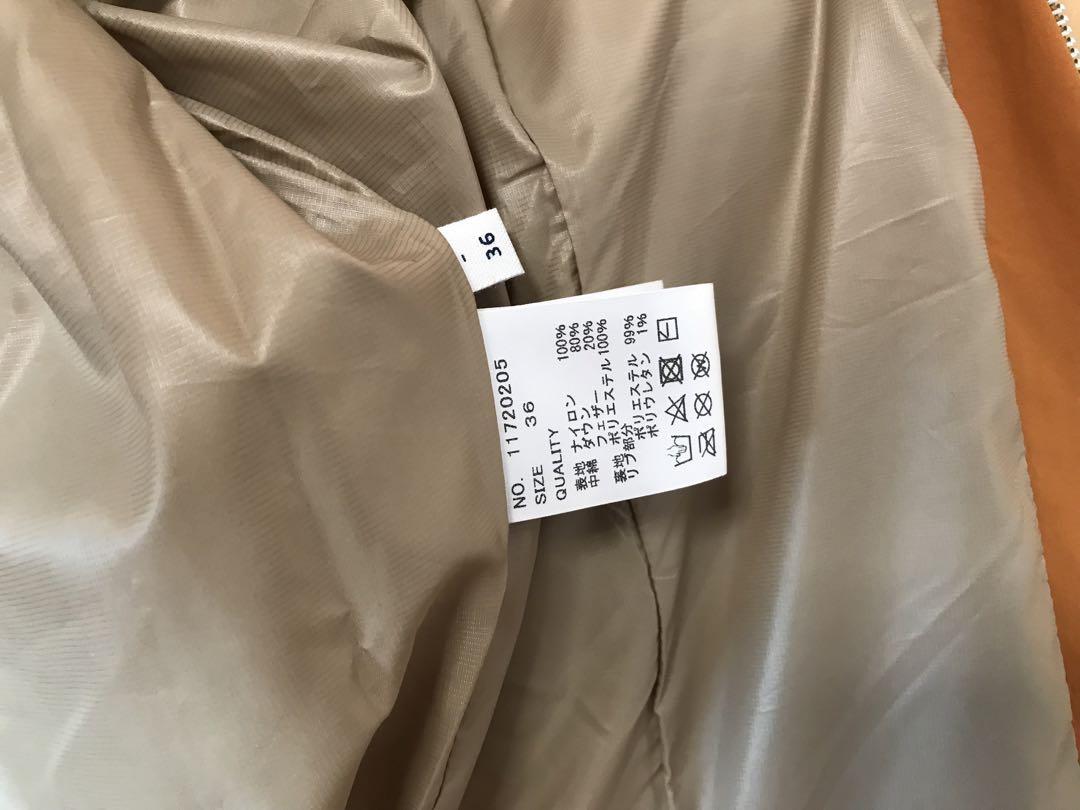 36
NO. 11720205
SIZE 36
QUALITY
表地 ナイロン 100%
中綿 ダウン 80%
フェザー 20%
裏地 ポリエステル 100%
リブ部分 ポリエステル 99%
ポリウレタン 1%